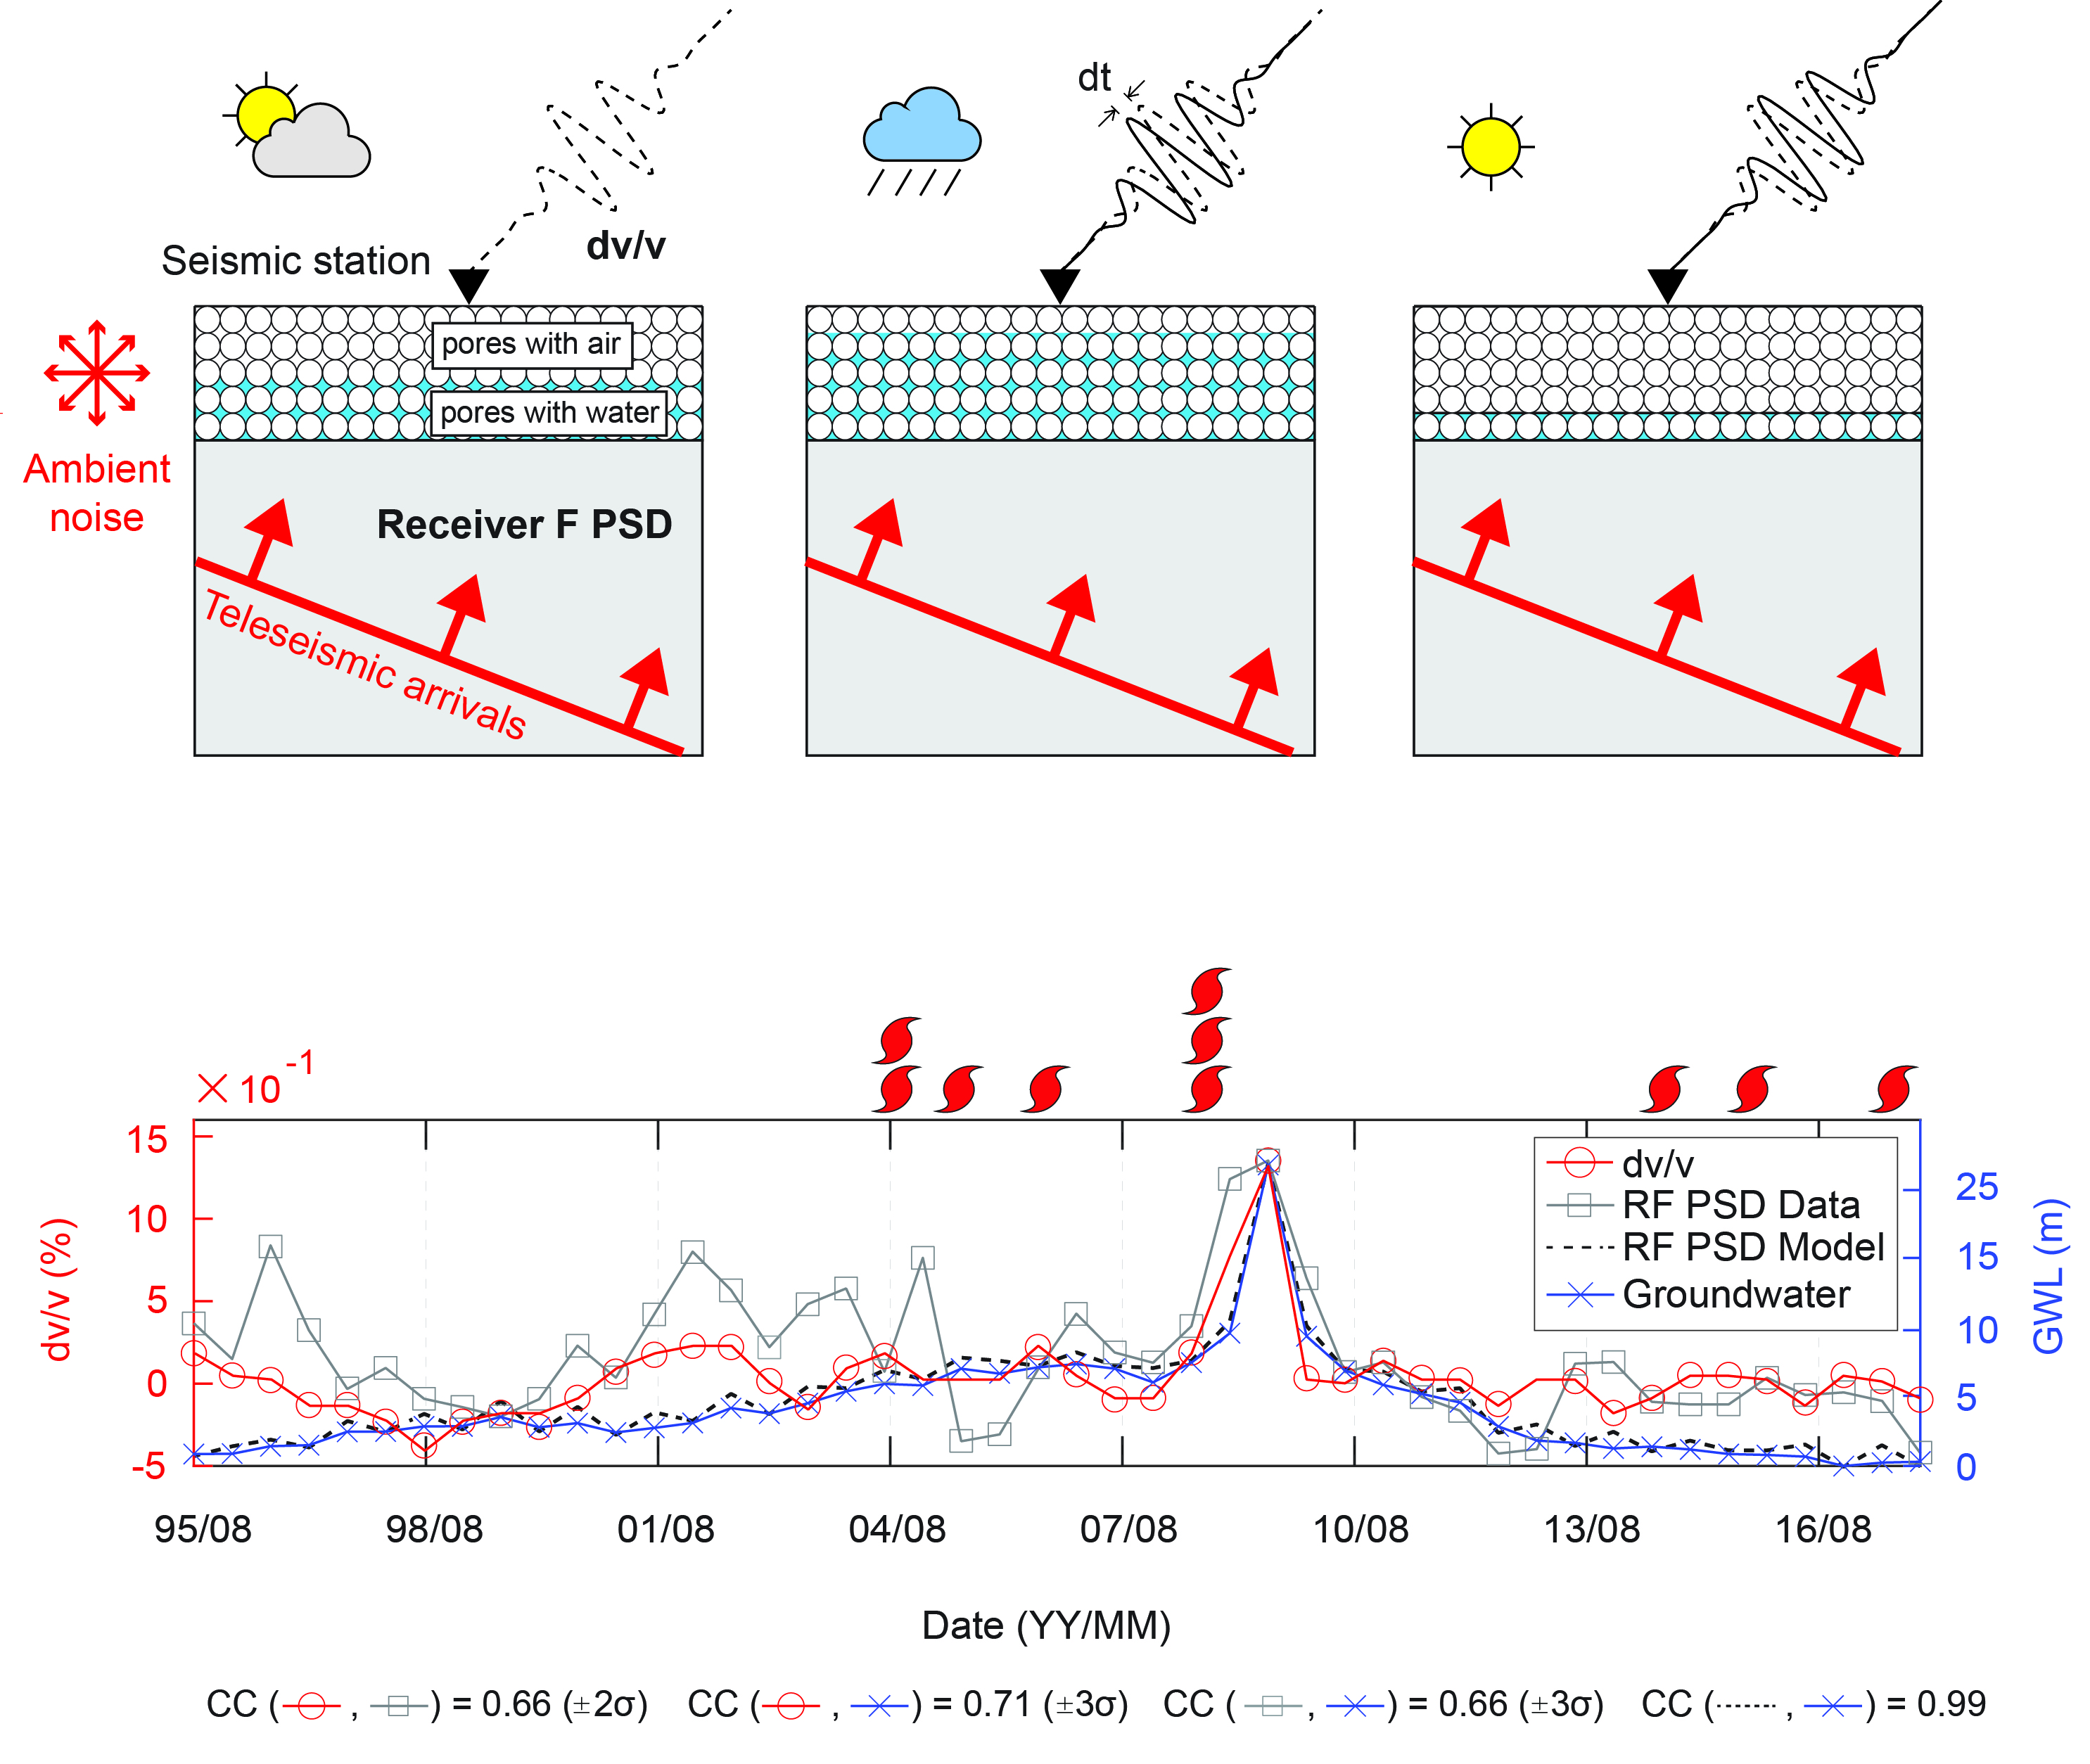 dt
dv/v
Seismic station
pores with air
pores with water
Ambient
noise
Receiver F PSD
Teleseismic arrivals
× 10 -1
15
10
5
0
-5
dv/v (%)
dv/v
RF PSD Data
RF PSD Model
Groundwater
25
15
10
5
0
GWL (m)
95/08 98/08 01/08 04/08 07/08 10/08 13/08 16/08
Date (YY/MM)
CC ( , ) = 0.66 (±2σ) CC ( , ) = 0.71 (±3σ) CC ( , ) = 0.66 (±3σ) CC ( , ) = 0.99